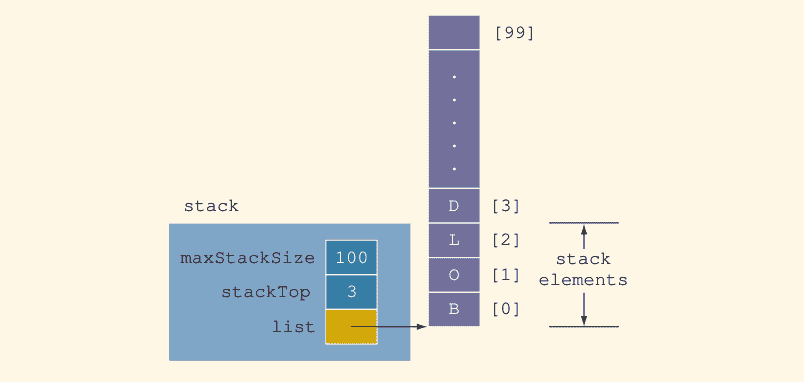 [99]
.
.
.
.
.
D [3]
stack
L [2]
maxStackSize 100
stack
elements
O [1]
stackTop 3
B [0]
list